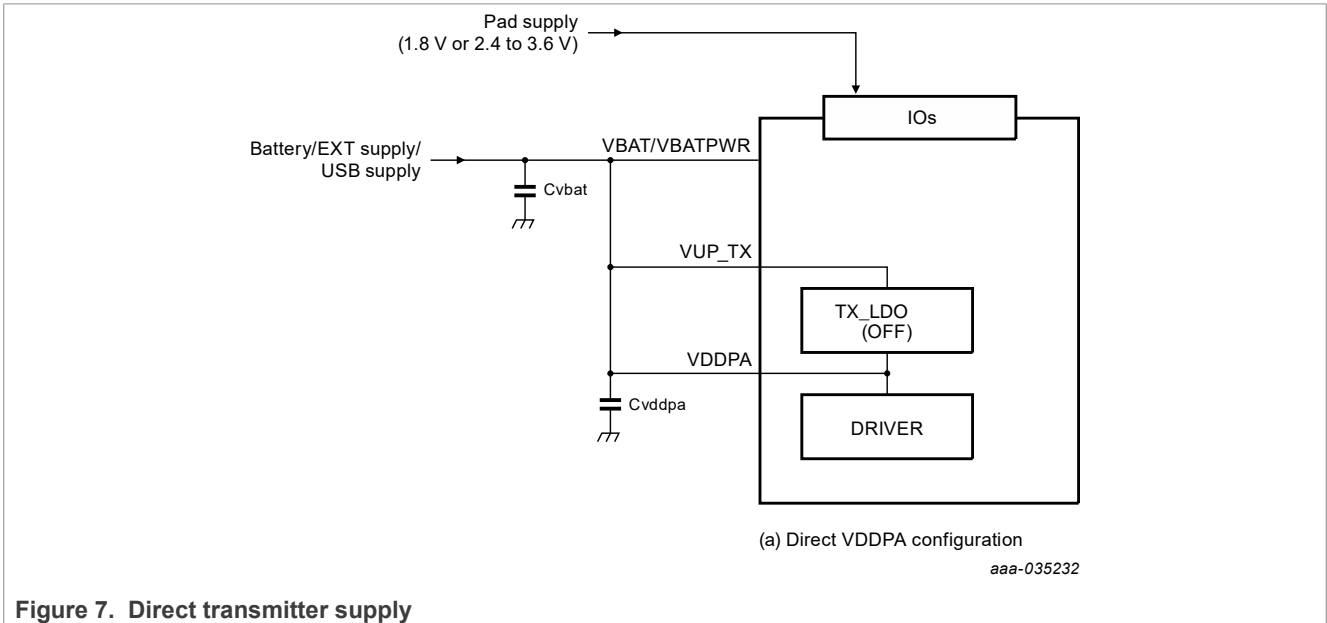 Pad supply
(1.8 V or 2.4 to 3.6 V)
IOs
Battery/EXT supply/
USB supply
VBAT/VBATPWR
Cvbat
VUP_TX
TX_LDO
(OFF)
VDDPA
Cvddpa
DRIVER
(a) Direct VDDPA configuration
aaa-035232
Figure 7. Direct transmitter supply